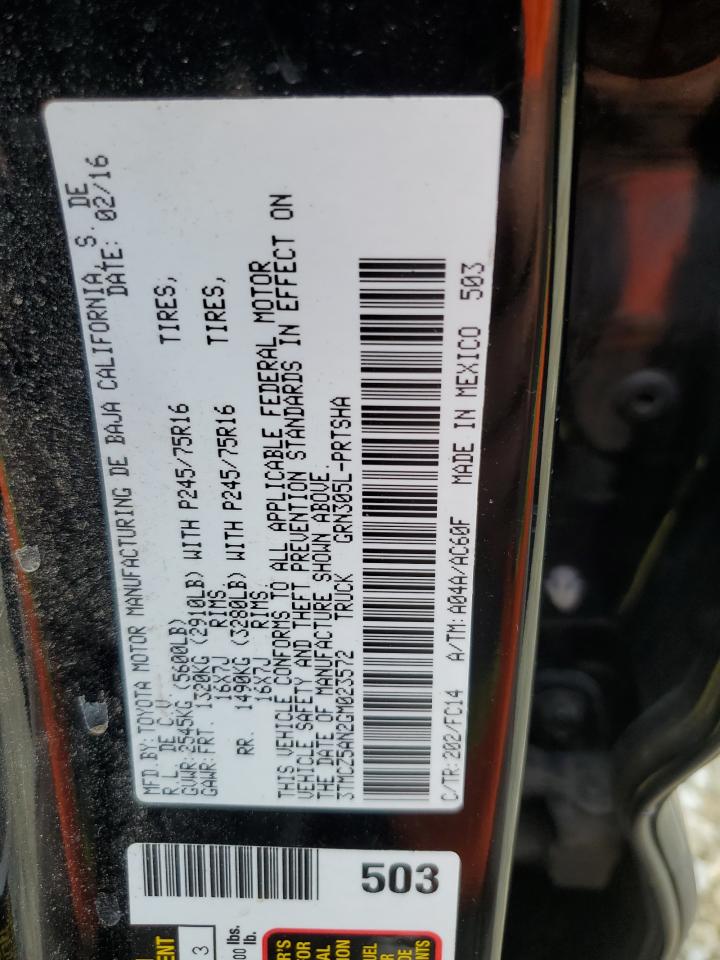 MFD.BY:TOYOTA MOTOR MANUFACTURING DE BAJA CALIFORNIA,S. DE
R.L. DE C.V. DATE: 02/16
GVWR:2545KG (5600LB)
GAWR:FRT. 1320KG (2910LB) WITH P245/75R16 TIRES,
16X7J RIMS,
RR. 1490KG (3280LB) WITH P245/75R16 TIRES,
16X7J RIMS.
THIS VEHICLE CONFORMS TO ALL APPLICABLE FEDERAL MOTOR
VEHICLE SAFETY AND THEFT PREVENTION STANDARDS IN EFFECT ON
THE DATE OF MANUFACTURE SHOWN ABOVE.
3TMCZ5AN2GM023572 TRUCK GRN305L-PRTSHA
C/TR:202/FC14 A/TM:A04A/AC60F MADE IN MEXICO 503
503
3
lbs.
lb.